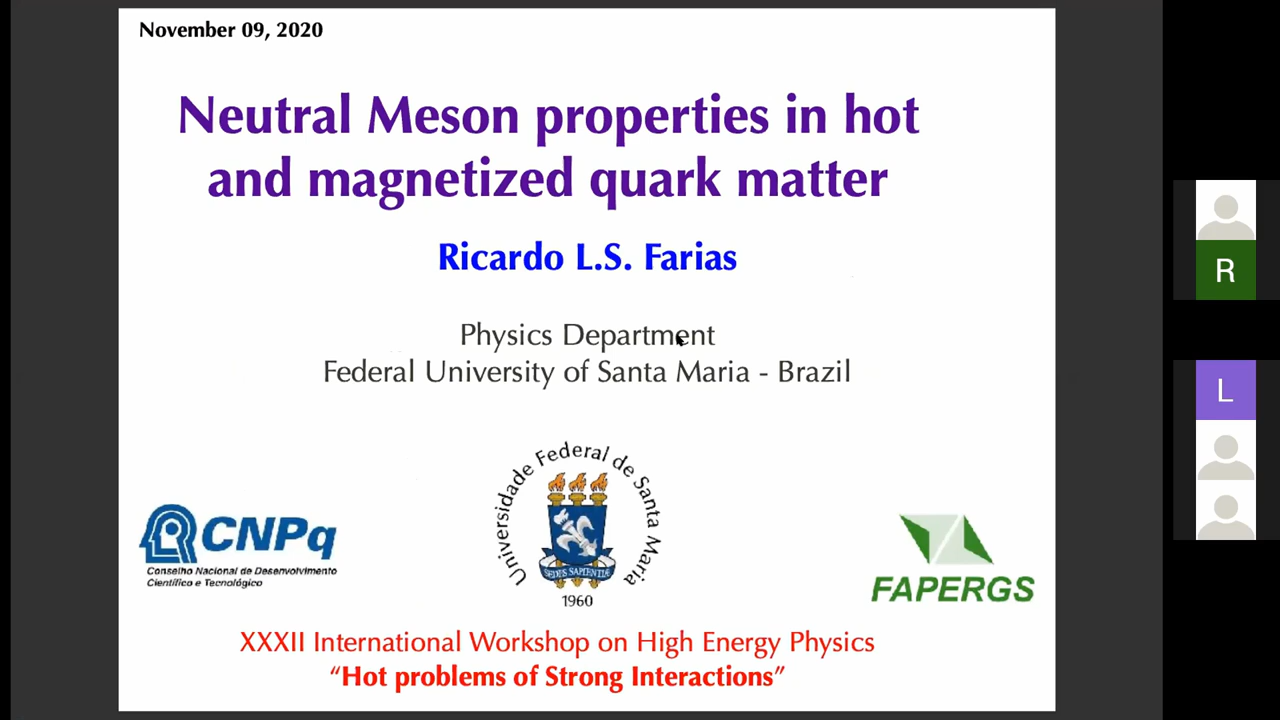 November 09, 2020
Neutral Meson properties in hot
and magnetized quark matter
Ricardo L.S. Farias
Physics Department
Federal University of Santa Maria - Brazil
R
L
Universidade Federal de Santa Maria
SEDES SAPIENTIAE
1960
CNPq
Conselho Nacional de Desenvolvimento
Científico e Tecnológico
FAPERGS
XXXII International Workshop on High Energy Physics
“Hot problems of Strong Interactions”